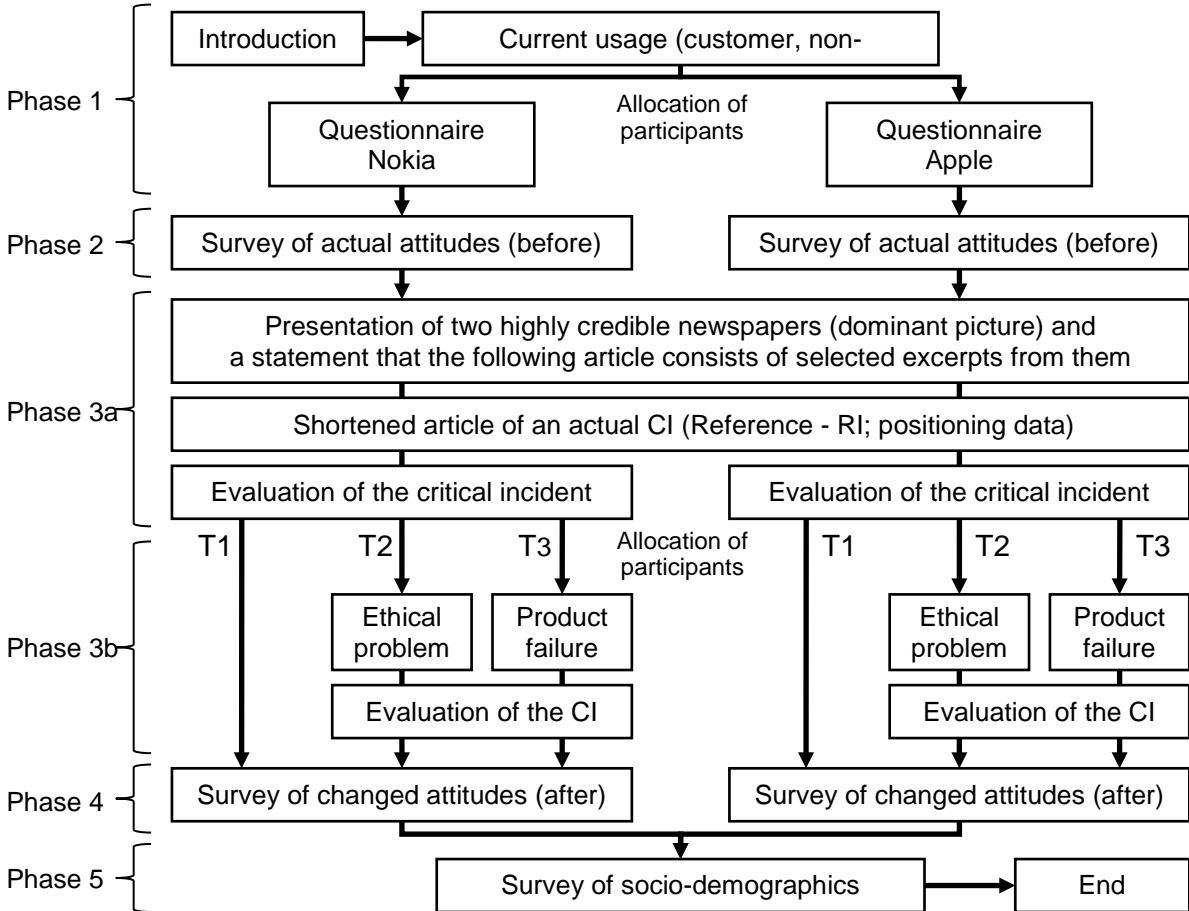 Introduction
Current usage (customer, non-
Phase 1
Allocation of
participants
Questionnaire
Nokia
Questionnaire
Apple
Phase 2
Survey of actual attitudes (before)
Survey of actual attitudes (before)
Presentation of two highly credible newspapers (dominant picture) and
a statement that the following article consists of selected excerpts from them
Phase 3a
Shortened article of an actual CI (Reference - RI; positioning data)
Evaluation of the critical incident
Evaluation of the critical incident
T1
T2
T3
Allocation of
participants
T1
T2
T3
Phase 3b
Ethical
problem
Product
failure
Ethical
problem
Product
failure
Evaluation of the CI
Evaluation of the CI
Phase 4
Survey of changed attitudes (after)
Survey of changed attitudes (after)
Phase 5
Survey of socio-demographics
End